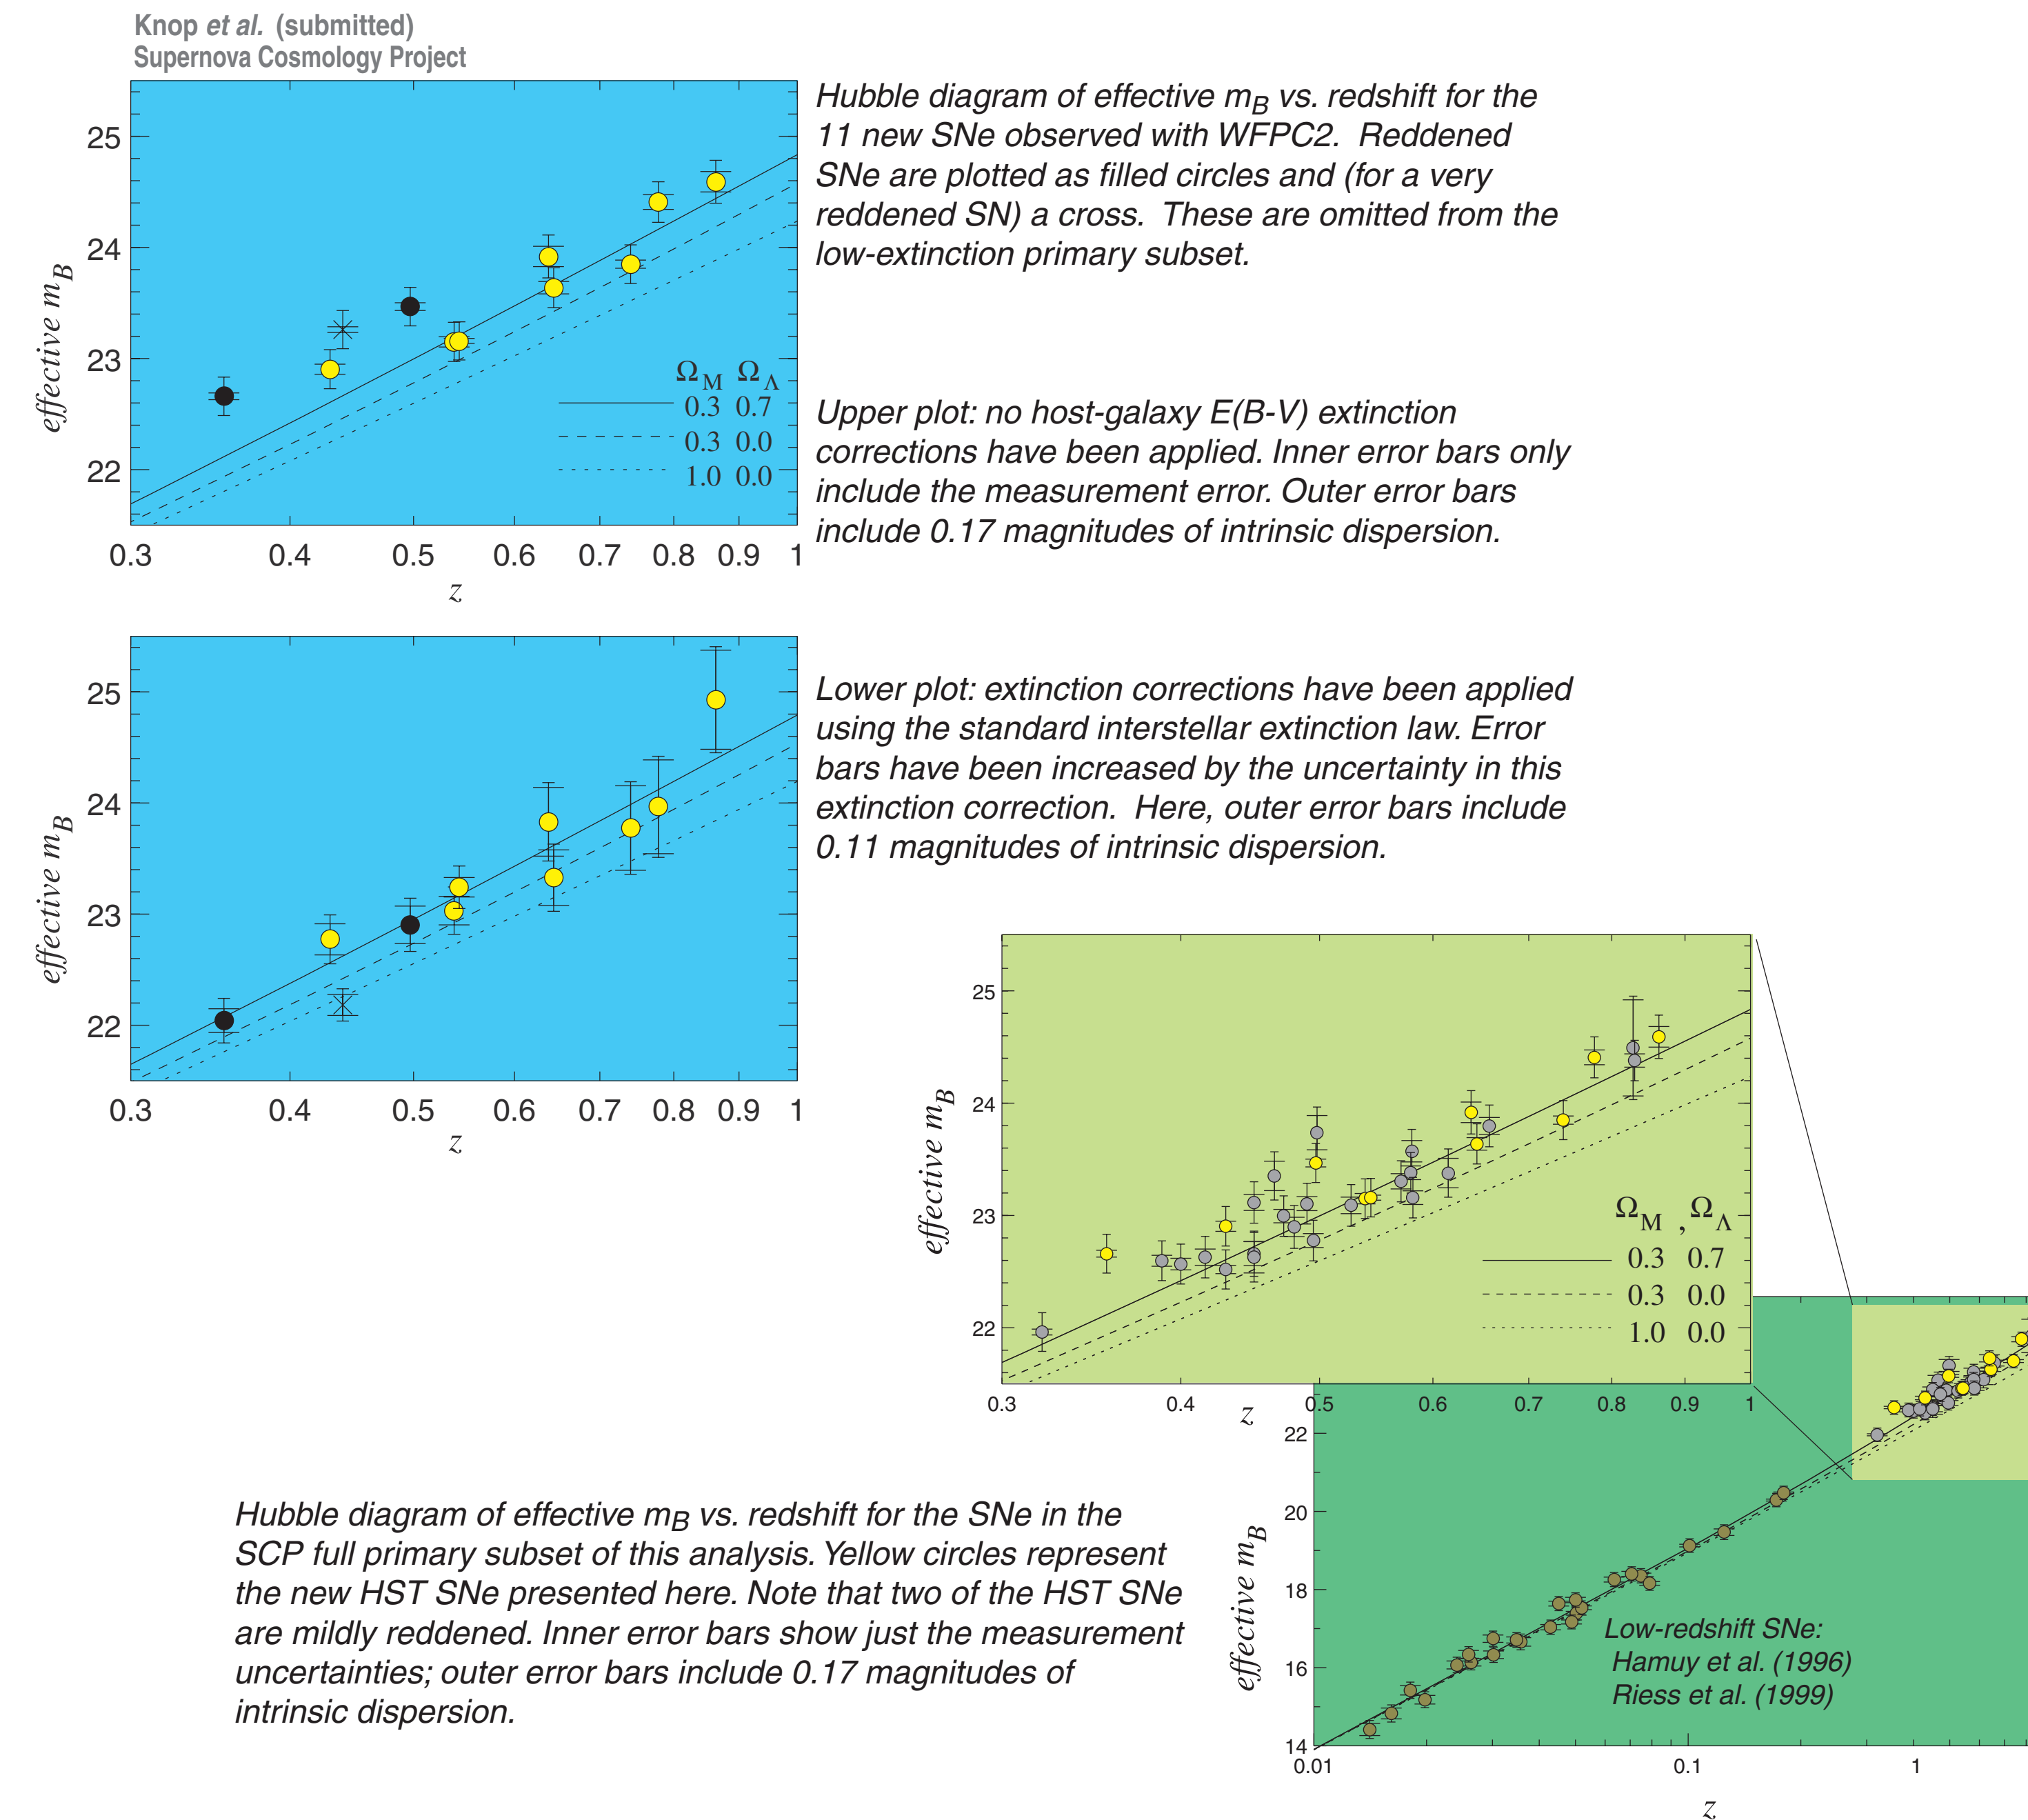 Knop et al. (submitted)
Supernova Cosmology Project
25
24
23
22
effective mB
ΩM ΩΛ
0.3 0.7
0.3 0.0
1.0 0.0
0.3 0.4 0.5 0.6 0.7 0.8 0.9 1
z
Hubble diagram of effective mB vs. redshift for the
11 new SNe observed with WFPC2. Reddened
SNe are plotted as filled circles and (for a very
reddened SN) a cross. These are omitted from the
low-extinction primary subset.
Upper plot: no host-galaxy E(B-V) extinction
corrections have been applied. Inner error bars only
include the measurement error. Outer error bars
include 0.17 magnitudes of intrinsic dispersion.
25
24
23
22
effective mB
0.3 0.4 0.5 0.6 0.7 0.8 0.9 1
z
Lower plot: extinction corrections have been applied
using the standard interstellar extinction law. Error
bars have been increased by the uncertainty in this
extinction correction. Here, outer error bars include
0.11 magnitudes of intrinsic dispersion.
25
24
23
22
effective mB
ΩM , ΩΛ
0.3 0.7
0.3 0.0
1.0 0.0
0.3 0.4 0.5 0.6 0.7 0.8 0.9 1
z
22
20
18
16
14
effective mB
Low-redshift SNe:
Hamuy et al. (1996)
Riess et al. (1999)
0.01 0.1 1
z
Hubble diagram of effective mB vs. redshift for the SNe in the
SCP full primary subset of this analysis. Yellow circles represent
the new HST SNe presented here. Note that two of the HST SNe
are mildly reddened. Inner error bars show just the measurement
uncertainties; outer error bars include 0.17 magnitudes of
intrinsic dispersion.